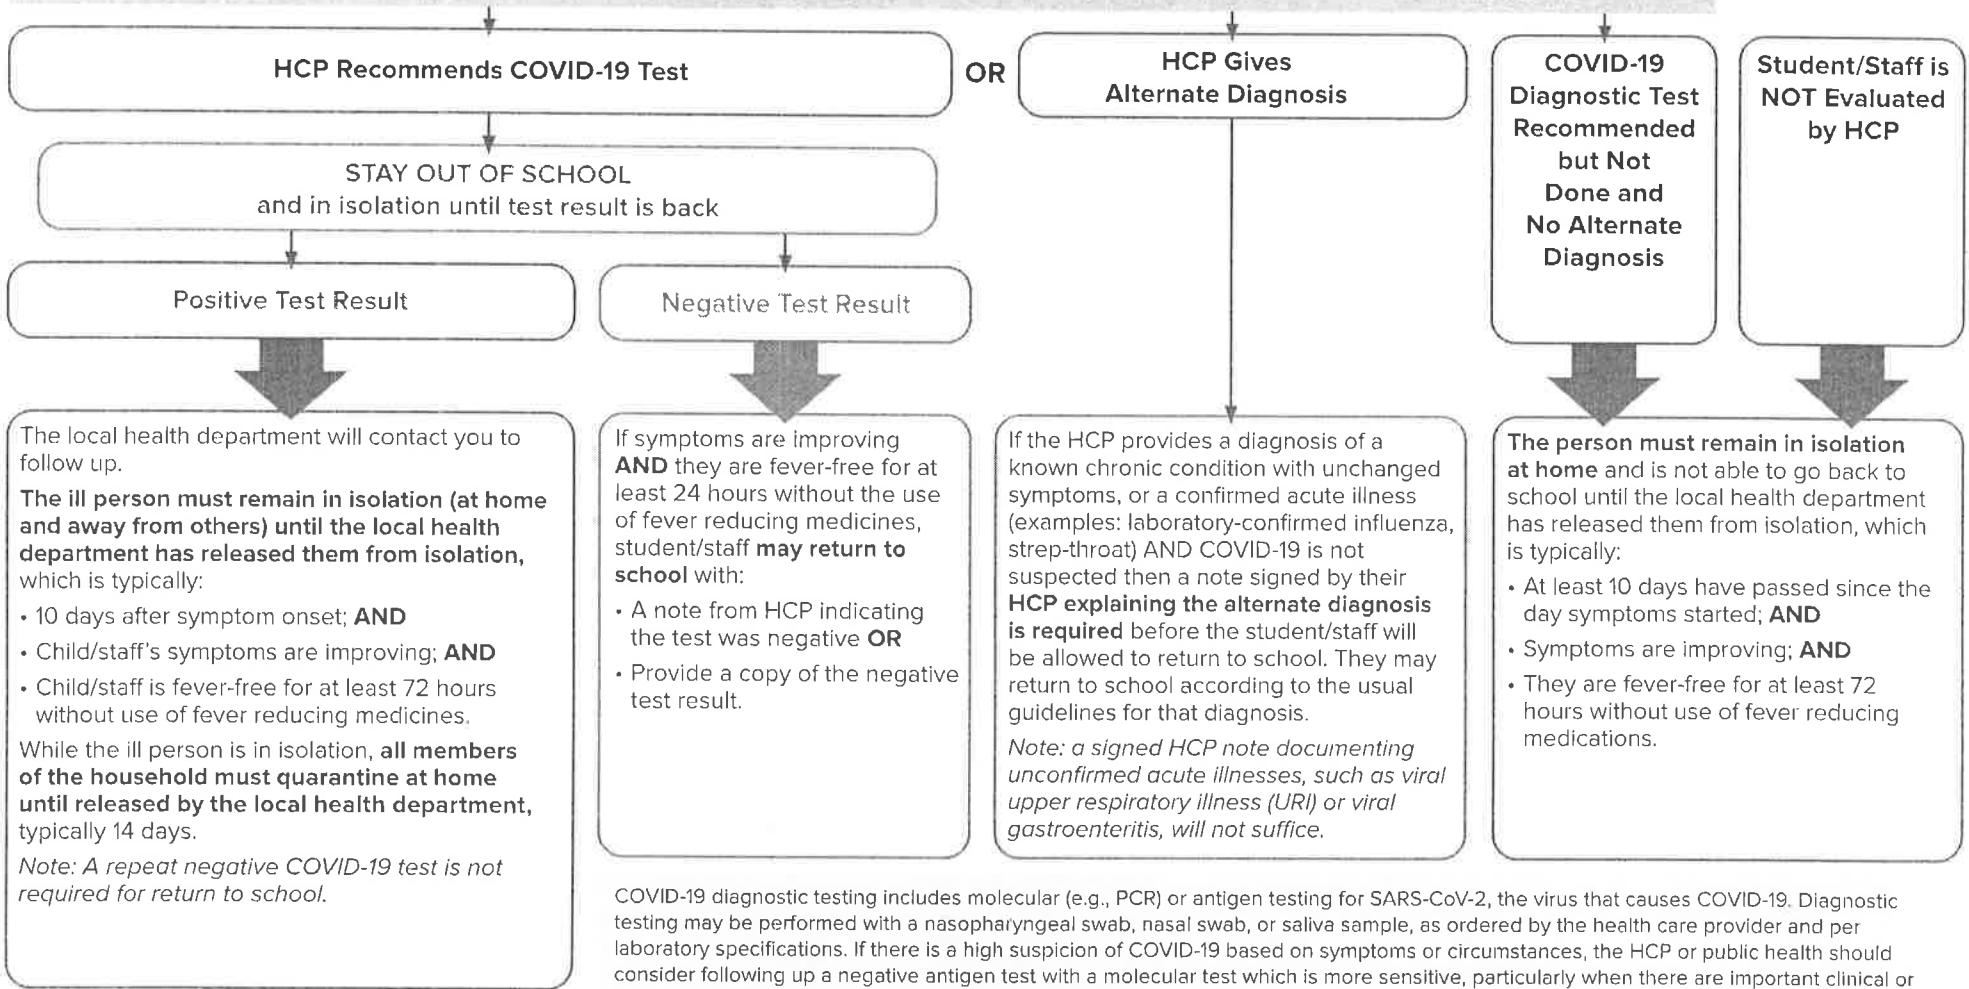 HCP Recommends COVID-19 Test
OR
HCP Gives
Alternate Diagnosis
COVID-19
Diagnostic Test
Recommended
but Not
Done and
No Alternate
Diagnosis
Student/Staff is
NOT Evaluated
by HCP
STAY OUT OF SCHOOL
and in isolation until test result is back
Positive Test Result
Negative Test Result
The local health department will contact you to
follow up.
The ill person must remain in isolation (at home
and away from others) until the local health
department has released them from isolation,
which is typically:
• 10 days after symptom onset; AND
• Child/staff's symptoms are improving; AND
• Child/staff is fever-free for at least 72 hours
without use of fever reducing medicines.
While the ill person is in isolation, all members
of the household must quarantine at home
until released by the local health department,
typically 14 days.
Note: A repeat negative COVID-19 test is not
required for return to school.
If symptoms are improving
AND they are fever-free for at
least 24 hours without the use
of fever reducing medicines,
student/staff may return to
school with:
• A note from HCP indicating
the test was negative OR
• Provide a copy of the negative
test result.
If the HCP provides a diagnosis of a
known chronic condition with unchanged
symptoms, or a confirmed acute illness
(examples: laboratory-confirmed influenza,
strep-throat) AND COVID-19 is not
suspected then a note signed by their
HCP explaining the alternate diagnosis
is required before the student/staff will
be allowed to return to school. They may
return to school according to the usual
guidelines for that diagnosis.
Note: a signed HCP note documenting
unconfirmed acute illnesses, such as viral
upper respiratory illness (URI) or viral
gastroenteritis, will not suffice.
The person must remain in isolation
at home and is not able to go back to
school until the local health department
has released them from isolation, which
is typically:
• At least 10 days have passed since the
day symptoms started; AND
• Symptoms are improving; AND
• They are fever-free for at least 72
hours without use of fever reducing
medications.
COVID-19 diagnostic testing includes molecular (e.g., PCR) or antigen testing for SARS-CoV-2, the virus that causes COVID-19. Diagnostic
testing may be performed with a nasopharyngeal swab, nasal swab, or saliva sample, as ordered by the health care provider and per
laboratory specifications. If there is a high suspicion of COVID-19 based on symptoms or circumstances, the HCP or public health should
consider following up a negative antigen test with a molecular test which is more sensitive, particularly when there are important clinical or